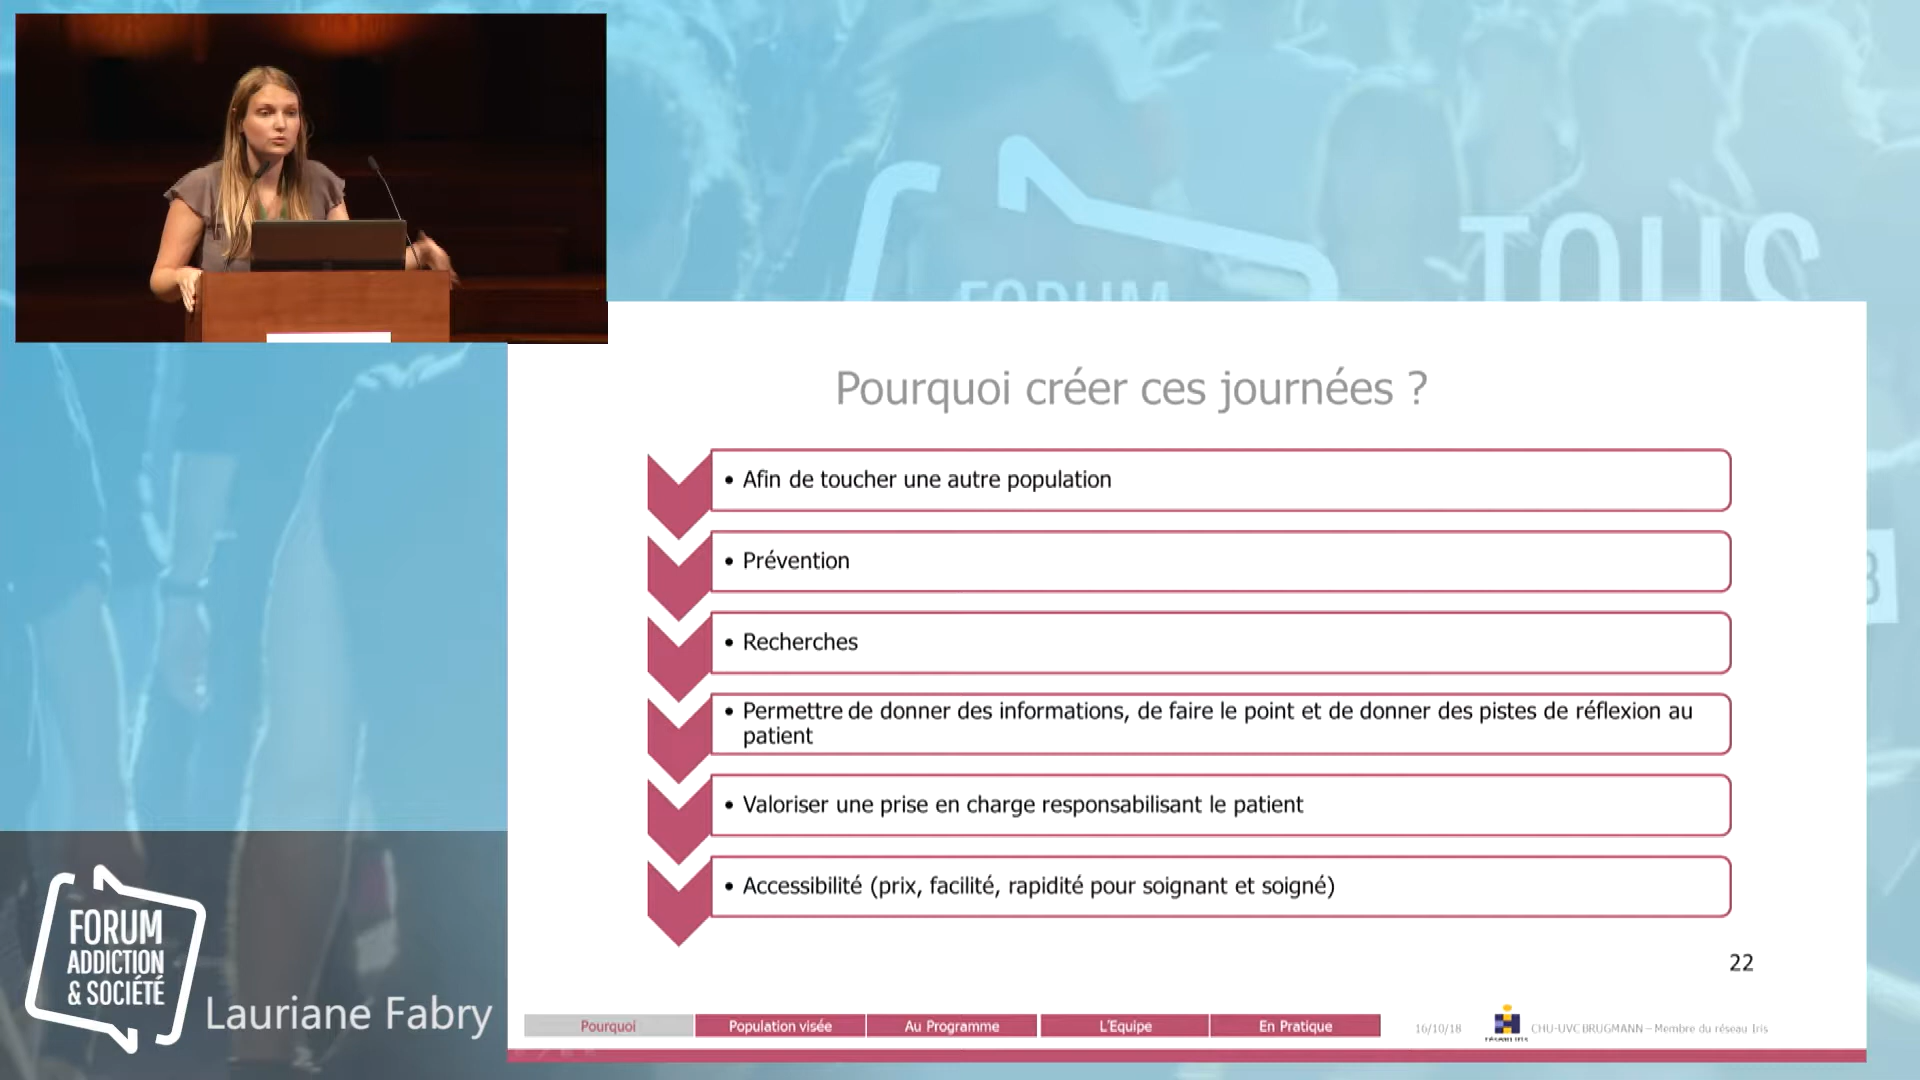 FORUM
TOUS
Pourquoi créer ces journées ?
• Afin de toucher une autre population
• Prévention
• Recherches
• Permettre de donner des informations, de faire le point et de donner des pistes de réflexion au
patient
• Valoriser une prise en charge responsabilisant le patient
• Accessibilité (prix, facilité, rapidité pour soignant et soigné)
22
FORUM
ADDICTION
& SOCIÉTÉ
Lauriane Fabry
Pourquoi
Population visée
Au Programme
L'Equipe
En Pratique
16/10/18
CHU-UVC BRUGMANN – Membre du réseau Iris